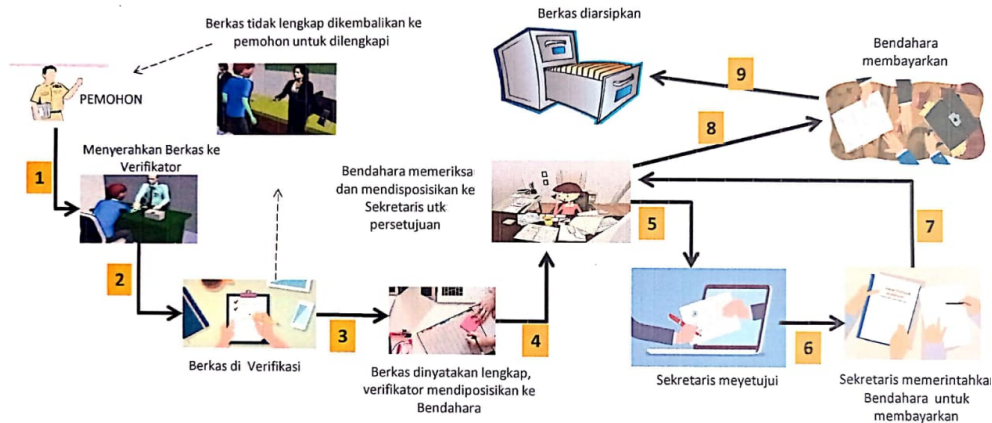 Berkas tidak lengkap dikembalikan ke
pemohon untuk dilengkapi
PEMOHON
1
Menyerahkan Berkas ke
Verifikator
2
Berkas di Verifikasi
3
Berkas dinyatakan lengkap,
verifikator mendiposisikan ke
Bendahara
4
Bendahara memeriksa
dan mendisposisikan ke
Sekretaris utk
persetujuan
5
Sekretaris meyetujui
6
Sekretaris memerintahkan
Bendahara untuk
membayarkan
7
8
Bendahara
membayarkan
9
Berkas diarsipkan